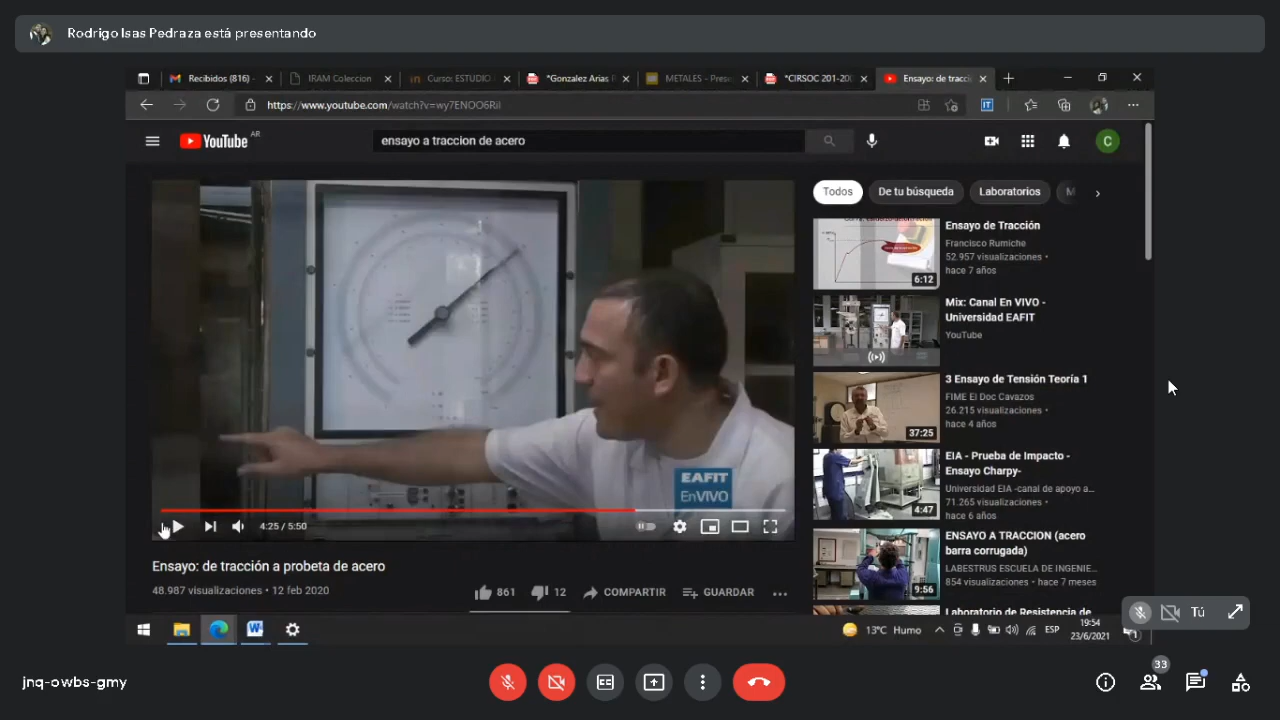 Rodrigo Isas Pedraza está presentando
Recibidos (816) -
IRAM Coleccion
Curso: ESTUDIO
*Gonzalez Arias
METALES - Pres
*CIRSOC 201-20
Ensayo: de tracci
https://www.youtube.com/watch?v=wy7ENOO6RiI
YouTube AR
ensayo a traccion de acero
C
Todos
De tu búsqueda
Laboratorios
M
Ensayo de Tracción
Francisco Rumiche
52.957 visualizaciones •
hace 7 años
6:12
Mix: Canal En VIVO -
Universidad EAFIT
YouTube
3 Ensayo de Tensión Teoría 1
FIME El Doc Cavazos
26.215 visualizaciones •
hace 4 años
37:25
EIA - Prueba de Impacto -
Ensayo Charpy-
Universidad EIA -canal de apoyo a...
71.265 visualizaciones •
hace 6 años
4:47
ENSAYO A TRACCION (acero
barra corrugada)
LABESTRUS ESCUELA DE INGENIE...
854 visualizaciones • hace 7 meses
9:56
Laboratorio de Resistencia de
EAFIT
EnVIVO
4:25 / 5:50
Ensayo: de tracción a probeta de acero
48.987 visualizaciones • 12 feb 2020
861
12
COMPARTIR
GUARDAR
Tú
13°C Humo
ESP
19:54
23/6/2021
1
jnq-owbs-gmy
33